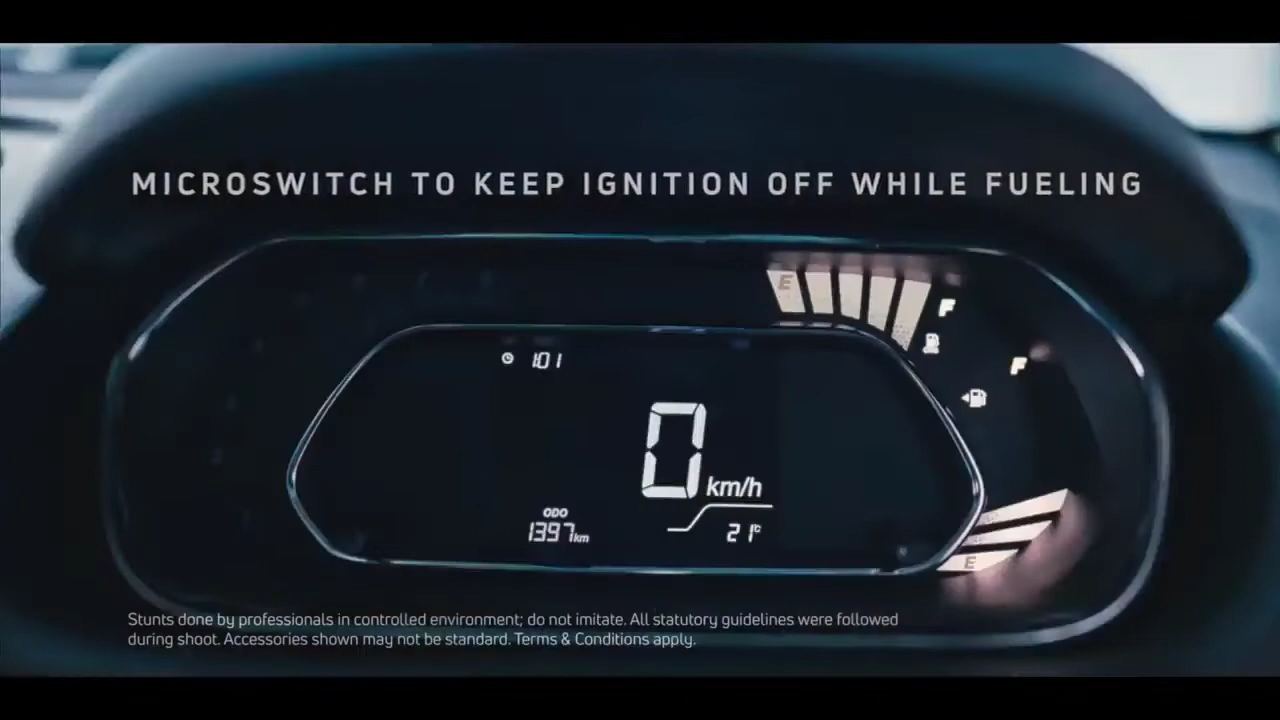 MICROSWITCH TO KEEP IGNITION OFF WHILE FUELING
E
F
1:01
F
0 km/h
ODO
1397km
21°C
E
Stunts done by professionals in controlled environment; do not imitate. All statutory guidelines were followed
during shoot. Accessories shown may not be standard. Terms & Conditions apply.